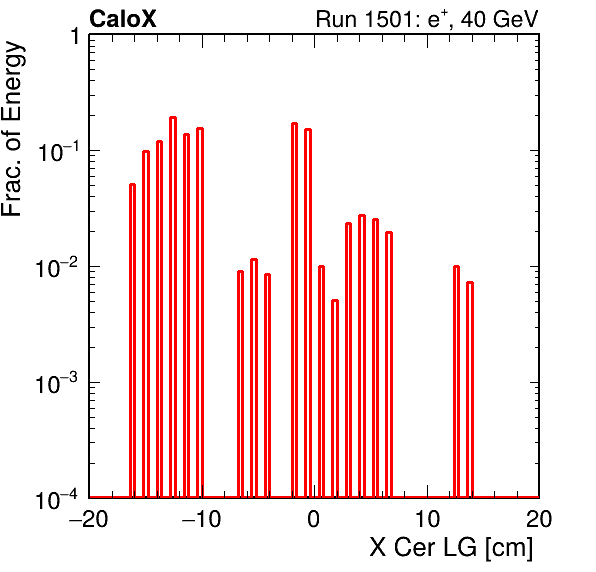 CaloX Run 1501: e⁺, 40 GeV
Frac. of Energy
1
10⁻¹
10⁻²
10⁻³
10⁻⁴
−20 −10 0 10 20
X Cer LG [cm]